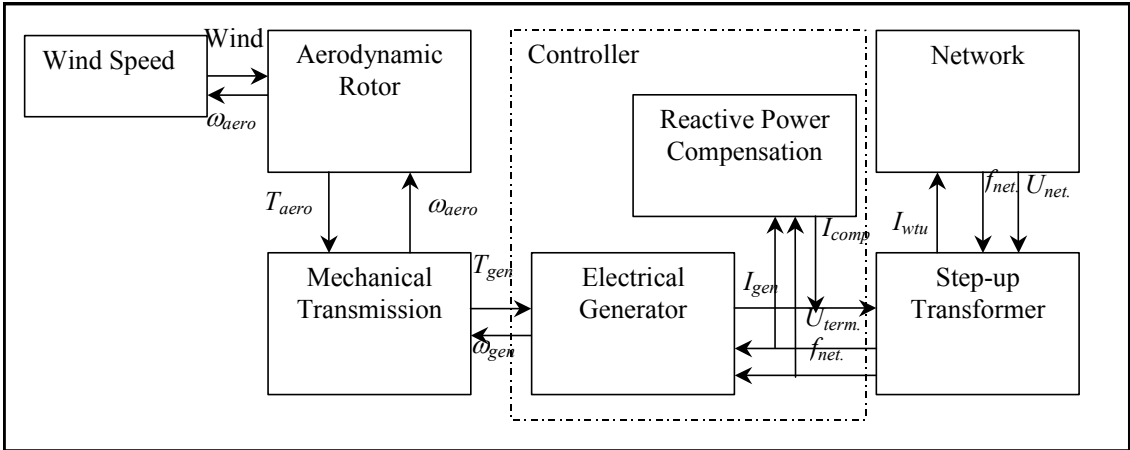 Wind Speed
Wind
ω_aero
Aerodynamic
Rotor
Controller
Network
Reactive Power
Compensation
T_aero
ω_aero
I_comp
I_wtu
f_net.
U_net.
Mechanical
Transmission
T_gen
ω_gen
Electrical
Generator
I_gen
U_term.
f_net.
Step-up
Transformer